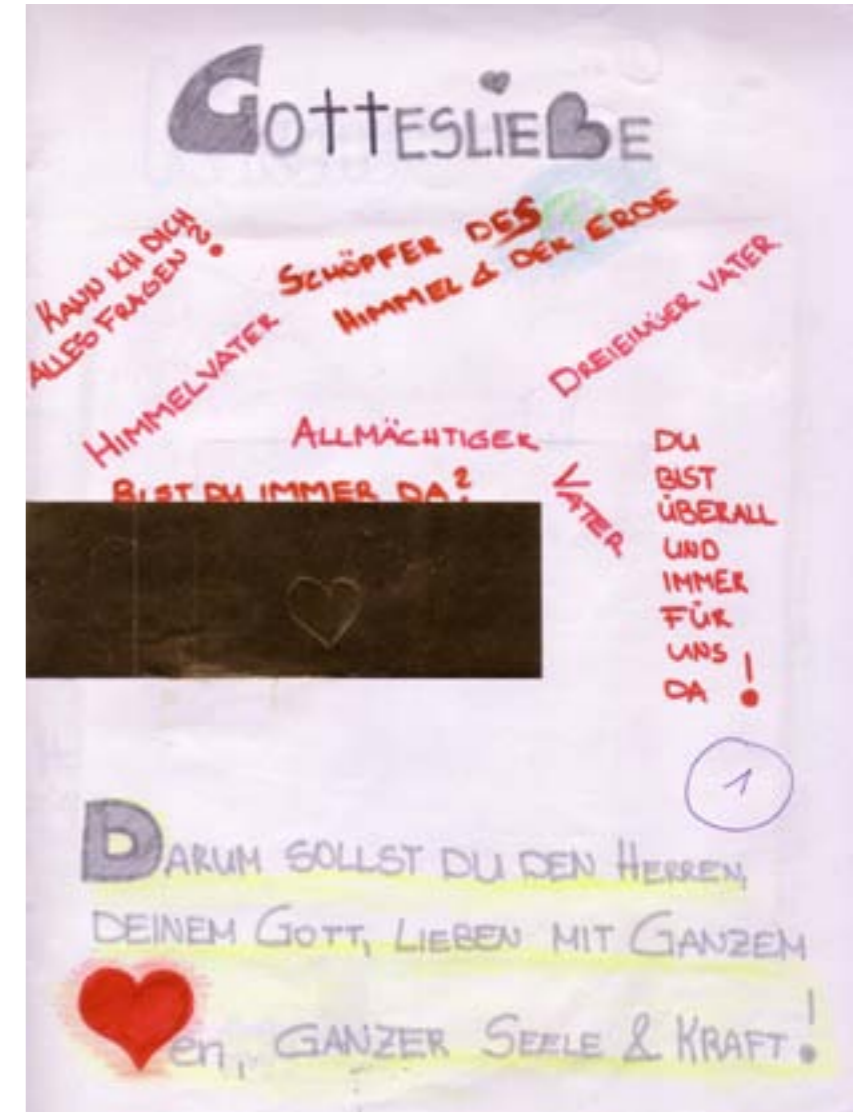 GOTTESLIEBE
KANN ICH DICH
ALLES FRAGEN?
SCHÖPFER DES
HIMMEL & DER ERDE
HIMMELVATER
DREIEINIGER VATER
ALLMÄCHTIGER
VATER
BIST DU IMMER DA?
DU
BIST
ÜBERALL
UND
IMMER
FÜR
UNS
DA!
1
DARUM SOLLST DU DEN HERREN,
DEINEM GOTT, LIEBEN MIT GANZEM
en, GANZER SEELE & KRAFT!